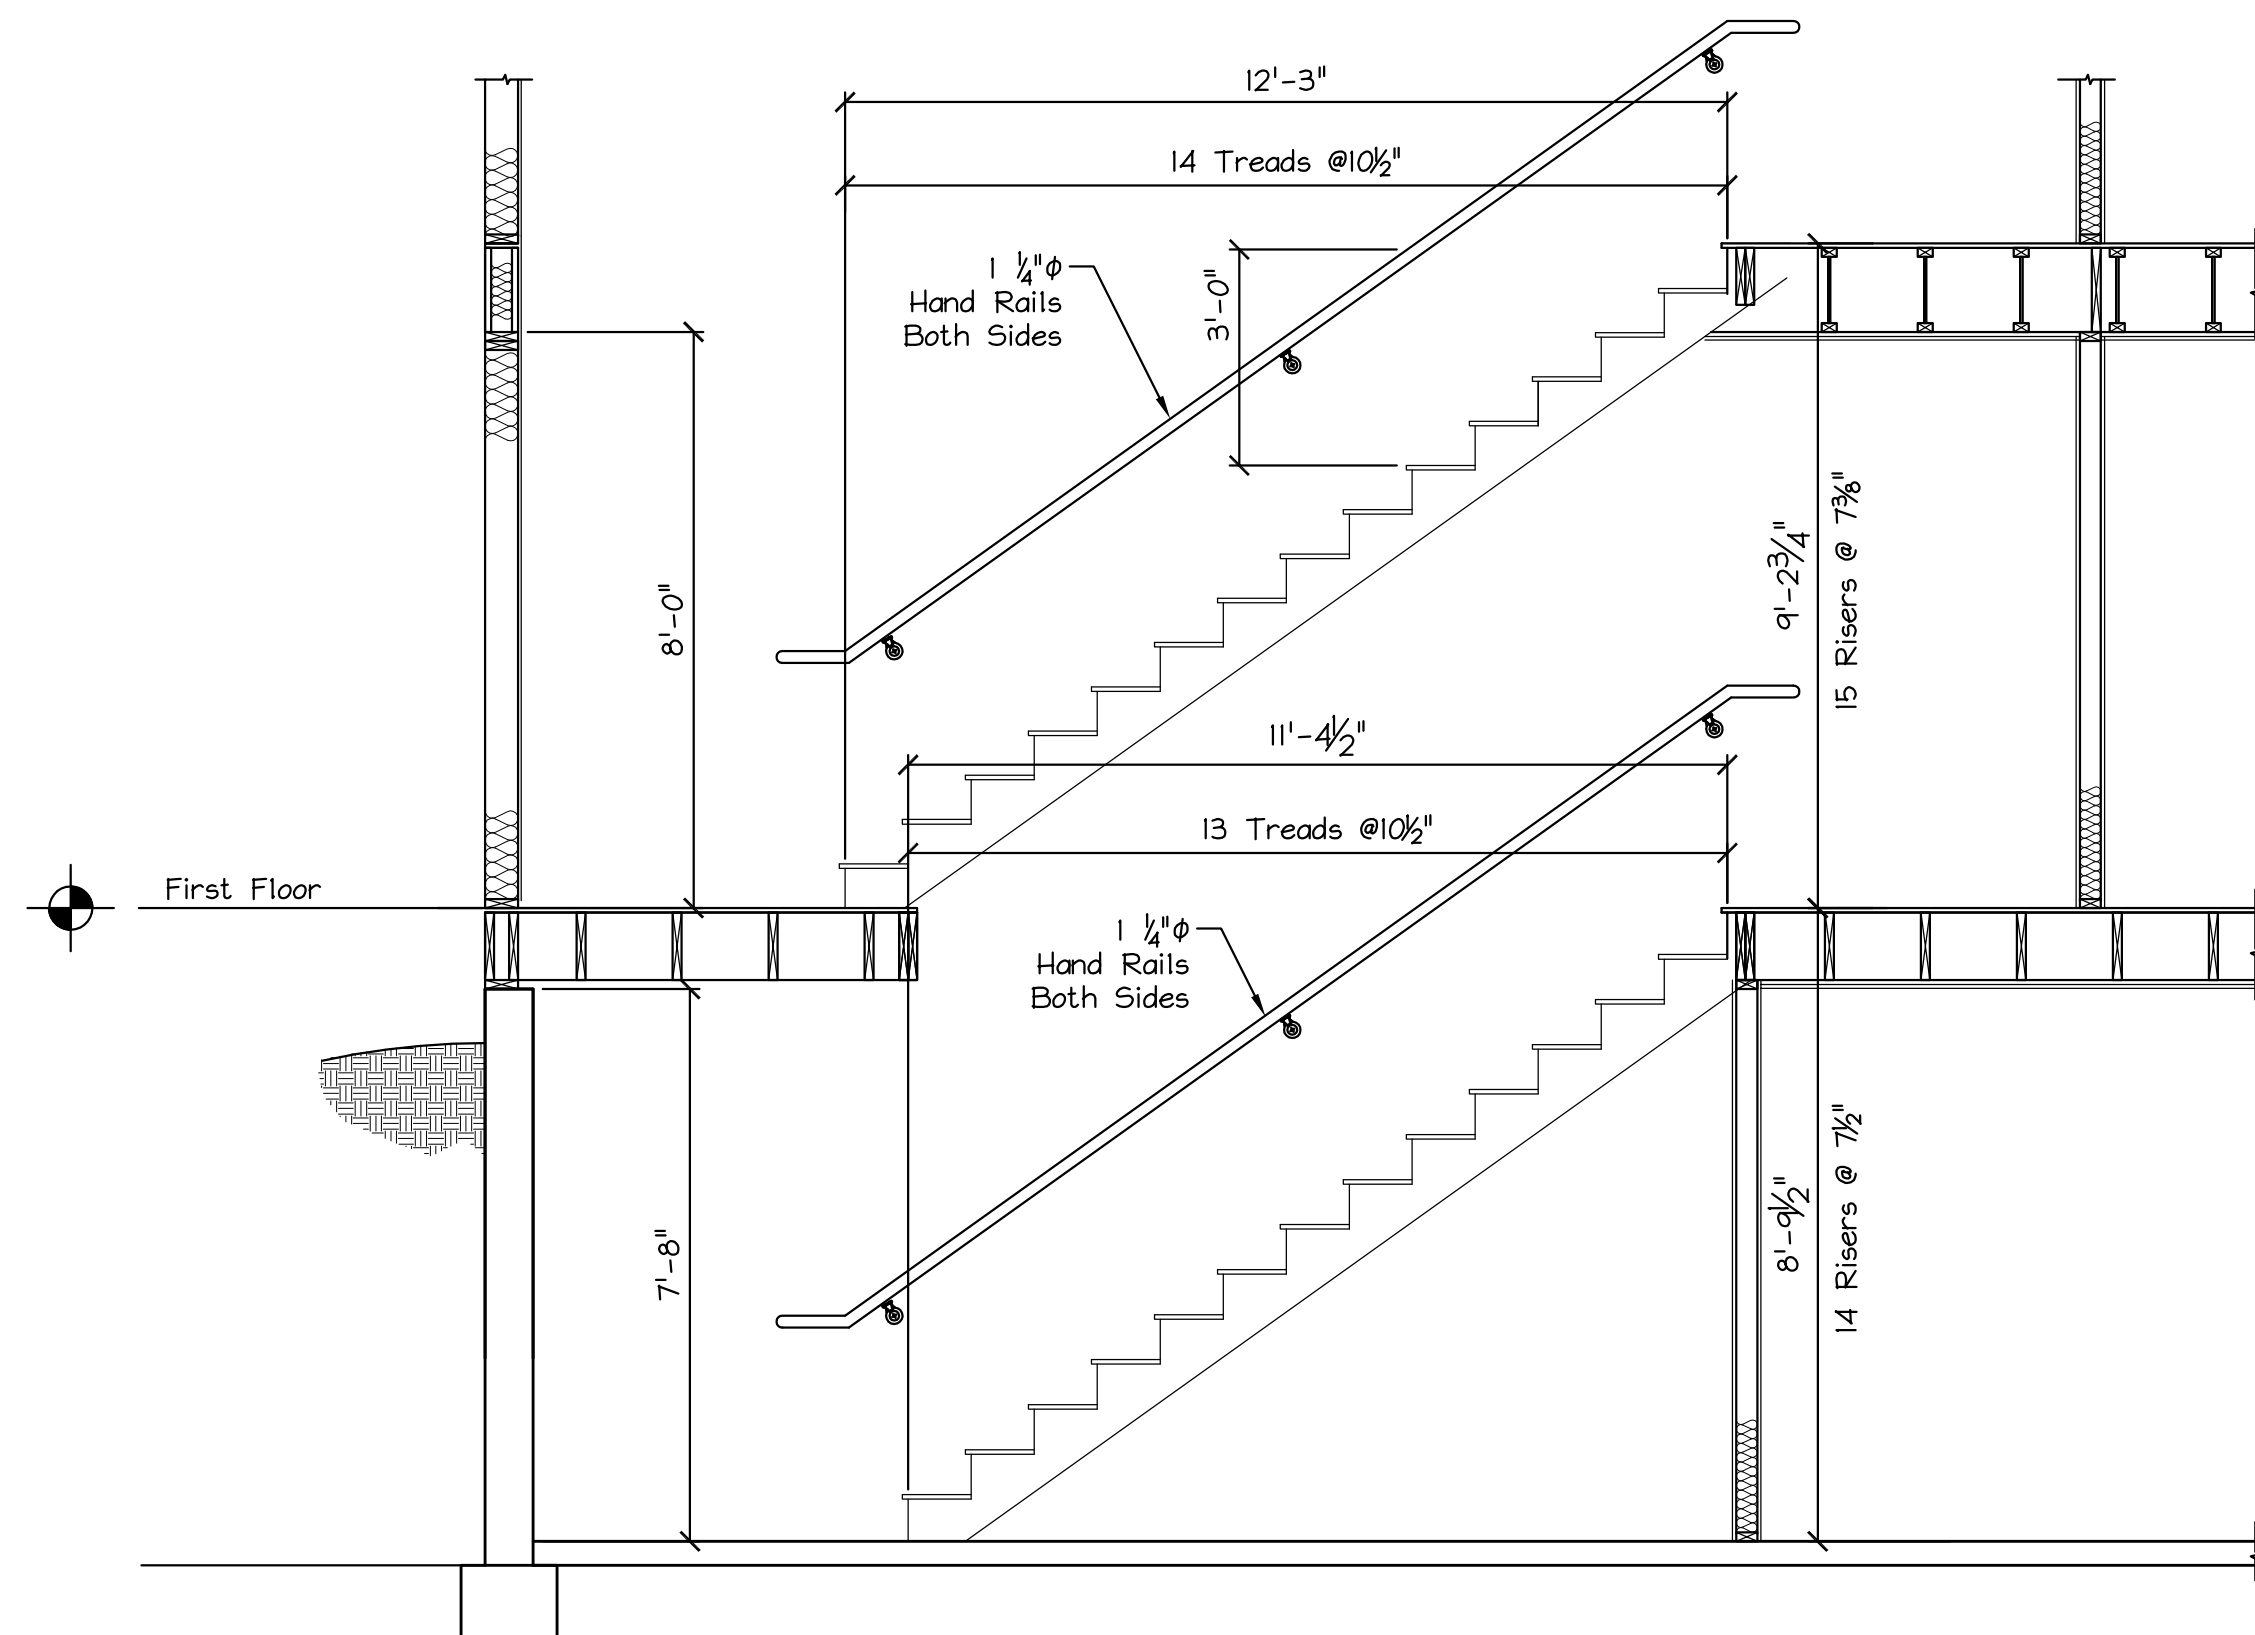 12'-3"
14 Treads @10½"
1 ¼"φ
Hand Rails
Both Sides
3'-0"
8'-0"
9'-2¾"
15 Risers @ 7⅜"
11'-4½"
13 Treads @10½"
First Floor
1 ¼"φ
Hand Rails
Both Sides
7'-8"
8'-9½"
14 Risers @ 7½"